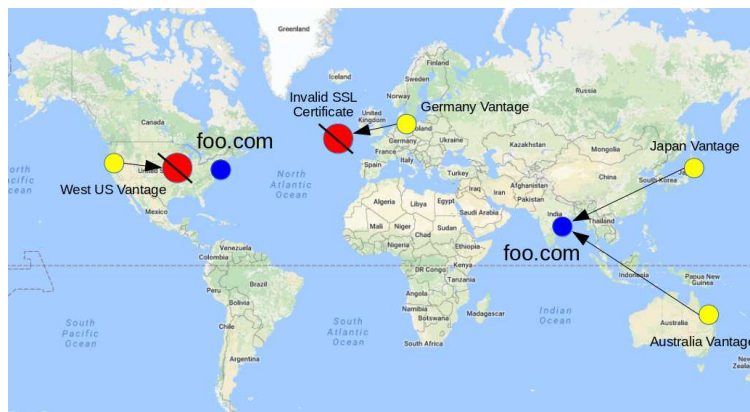 Greenland
Iceland
Finland
Sweden
Norway
Russia
Invalid SSL
Certificate
Germany Vantage
United
Kingdom
Canada
foo.com
Poland
Germany
Ukraine
Kazakhstan
Mongolia
Japan Vantage
France
Italy
Spain
Turkey
North
Atlantic
Ocean
West US Vantage
United
Mexico
China
South Korea
Afghanistan
Pakistan
Iraq
Iran
Algeria
Libya
Egypt
Saudi Arabia
India
Thailand
Mali
Niger
Sudan
Chad
Nigeria
Ethiopia
foo.com
Venezuela
Colombia
Kenya
DR Congo
Tanzania
Indonesia
Papua New
Guinea
Brazil
Peru
Bolivia
Angola
Namibia
Botswana
Madagascar
Indian
Ocean
South
Pacific
Ocean
South
Atlantic
Ocean
Chile
Argentina
South Africa
Australia
Australia Vantage
New